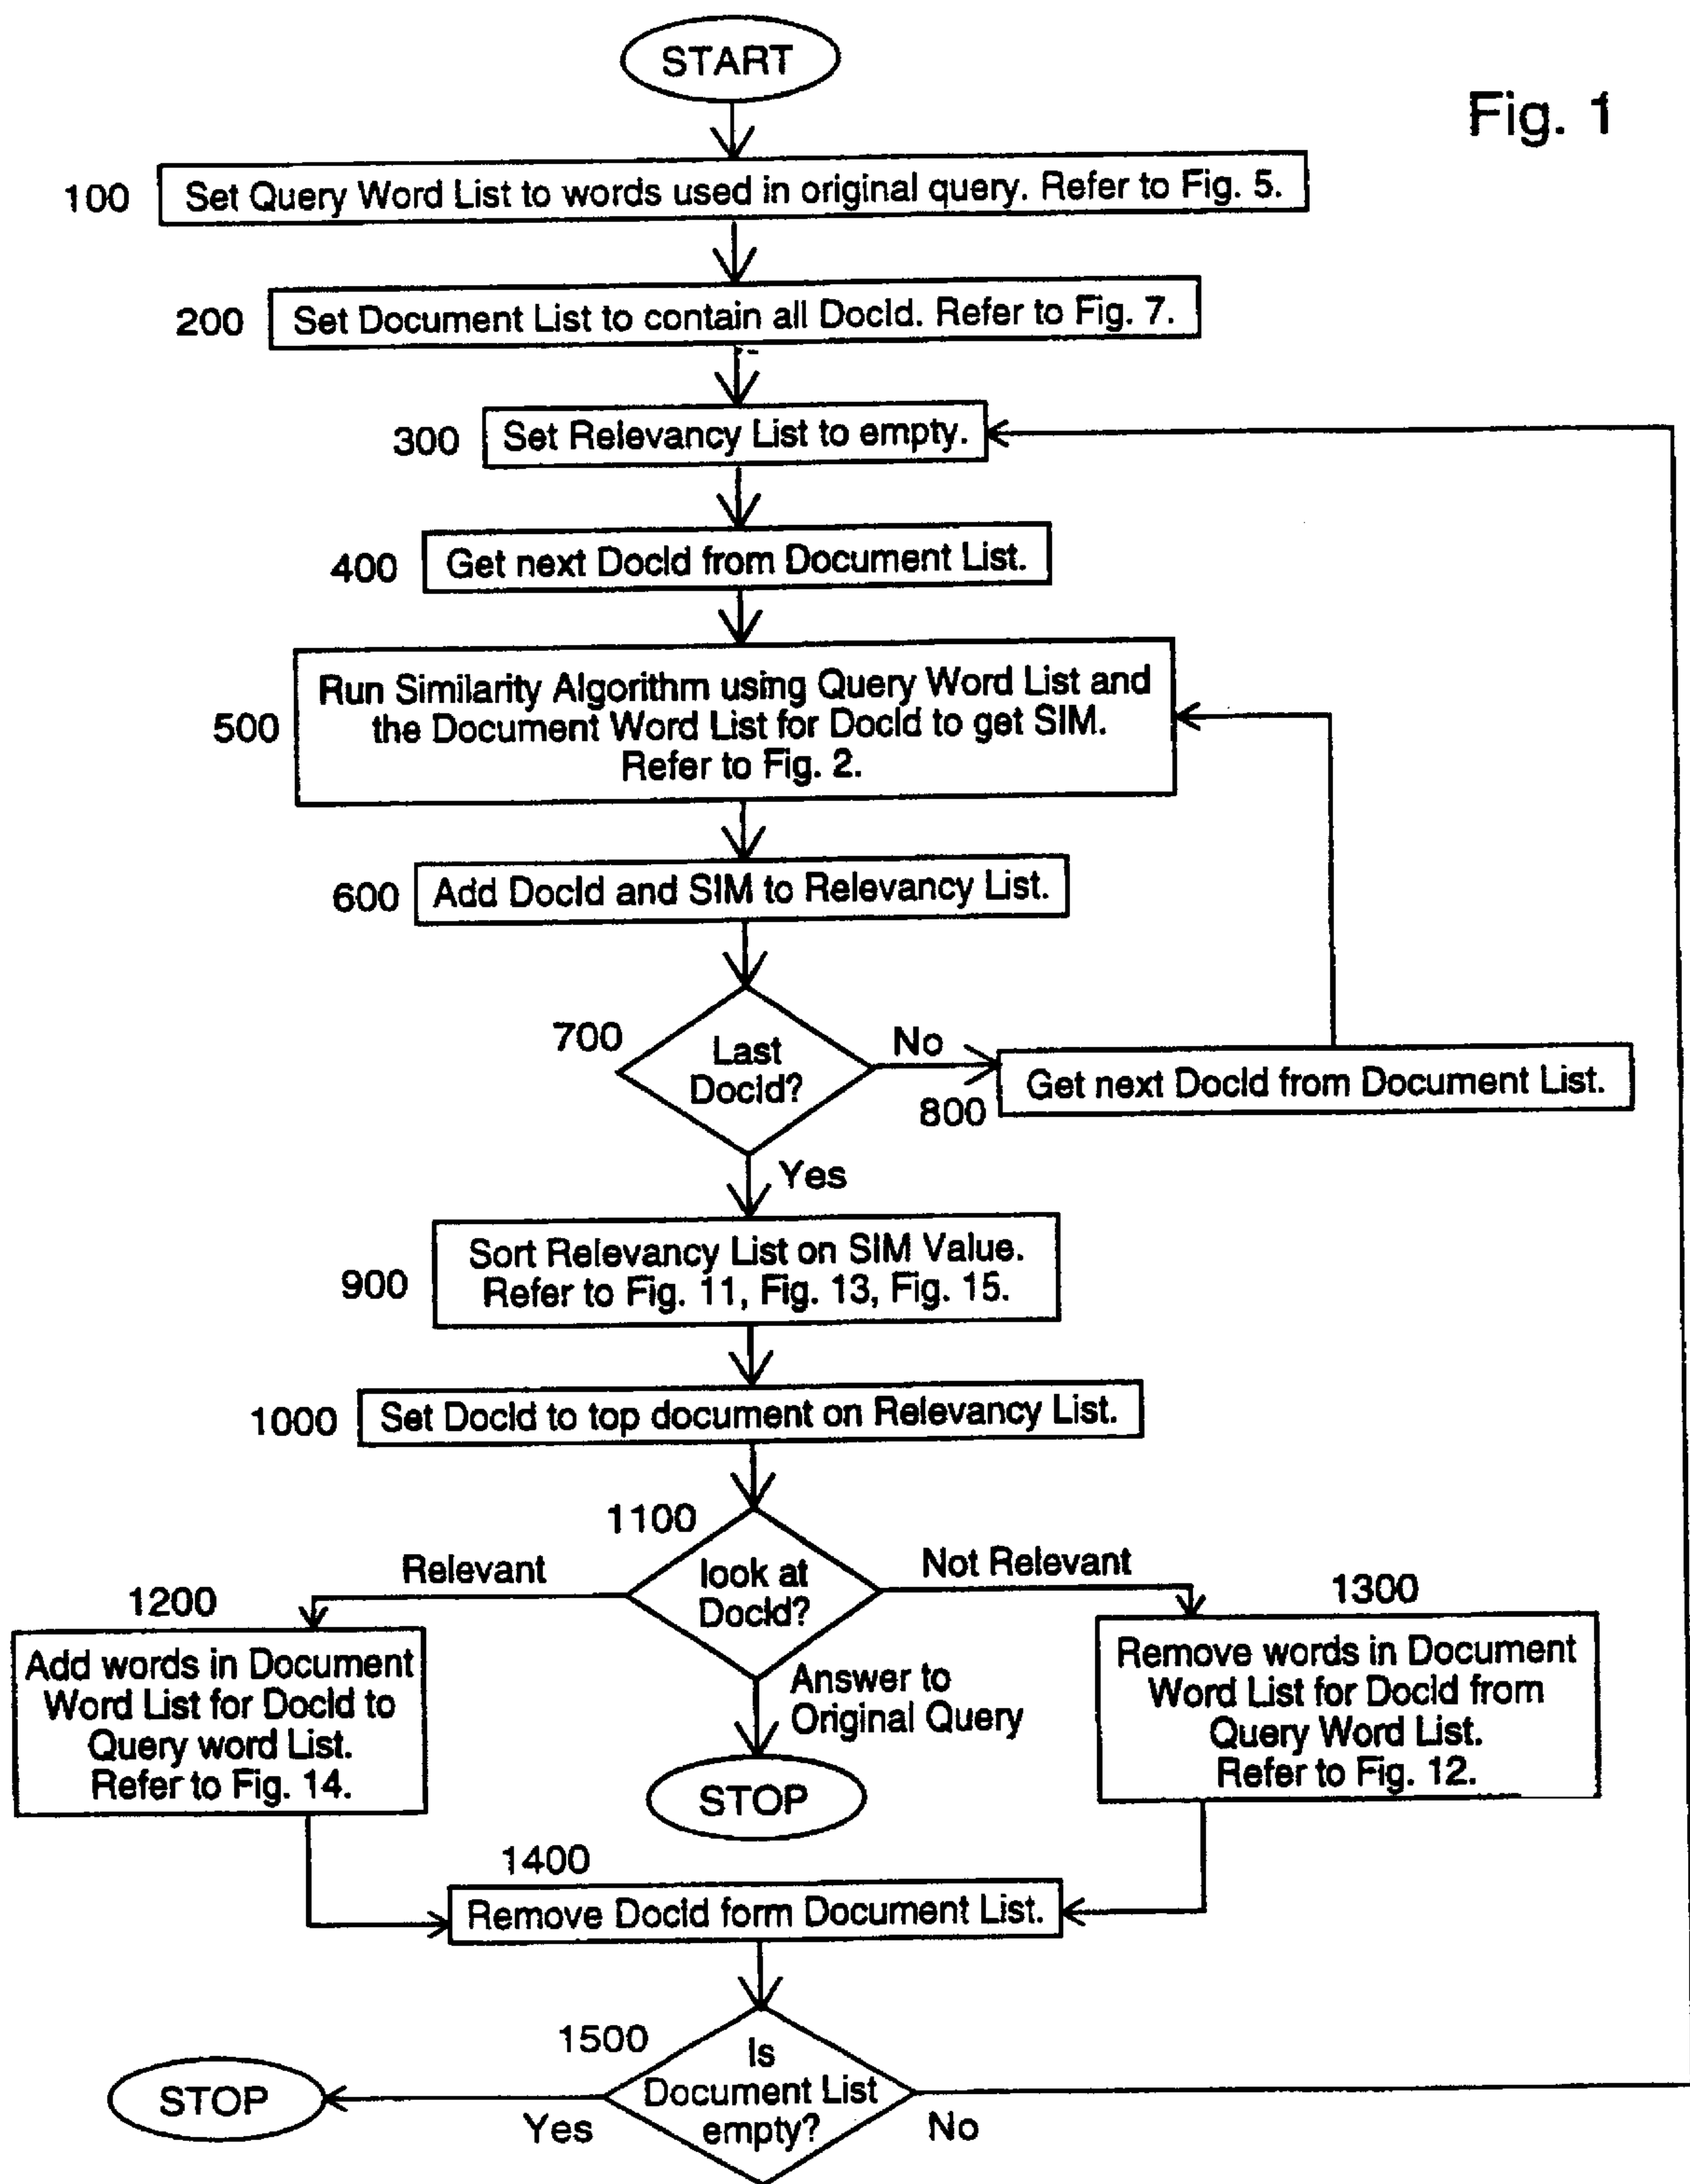 START
Fig. 1
100
Set Query Word List to words used in original query. Refer to Fig. 5.
200
Set Document List to contain all DocId. Refer to Fig. 7.
300
Set Relevancy List to empty.
400
Get next DocId from Document List.
500
Run Similarity Algorithm using Query Word List and
the Document Word List for DocId to get SIM.
Refer to Fig. 2.
600
Add DocId and SIM to Relevancy List.
700
Last
DocId?
No
800
Get next DocId from Document List.
Yes
900
Sort Relevancy List on SIM Value.
Refer to Fig. 11, Fig. 13, Fig. 15.
1000
Set DocId to top document on Relevancy List.
1100
look at
DocId?
Relevant
Not Relevant
1200
Add words in Document
Word List for DocId to
Query word List.
Refer to Fig. 14.
Answer to
Original Query
STOP
1300
Remove words in Document
Word List for DocId from
Query Word List.
Refer to Fig. 12.
1400
Remove DocId form Document List.
1500
Is
Document List
empty?
Yes
STOP
No